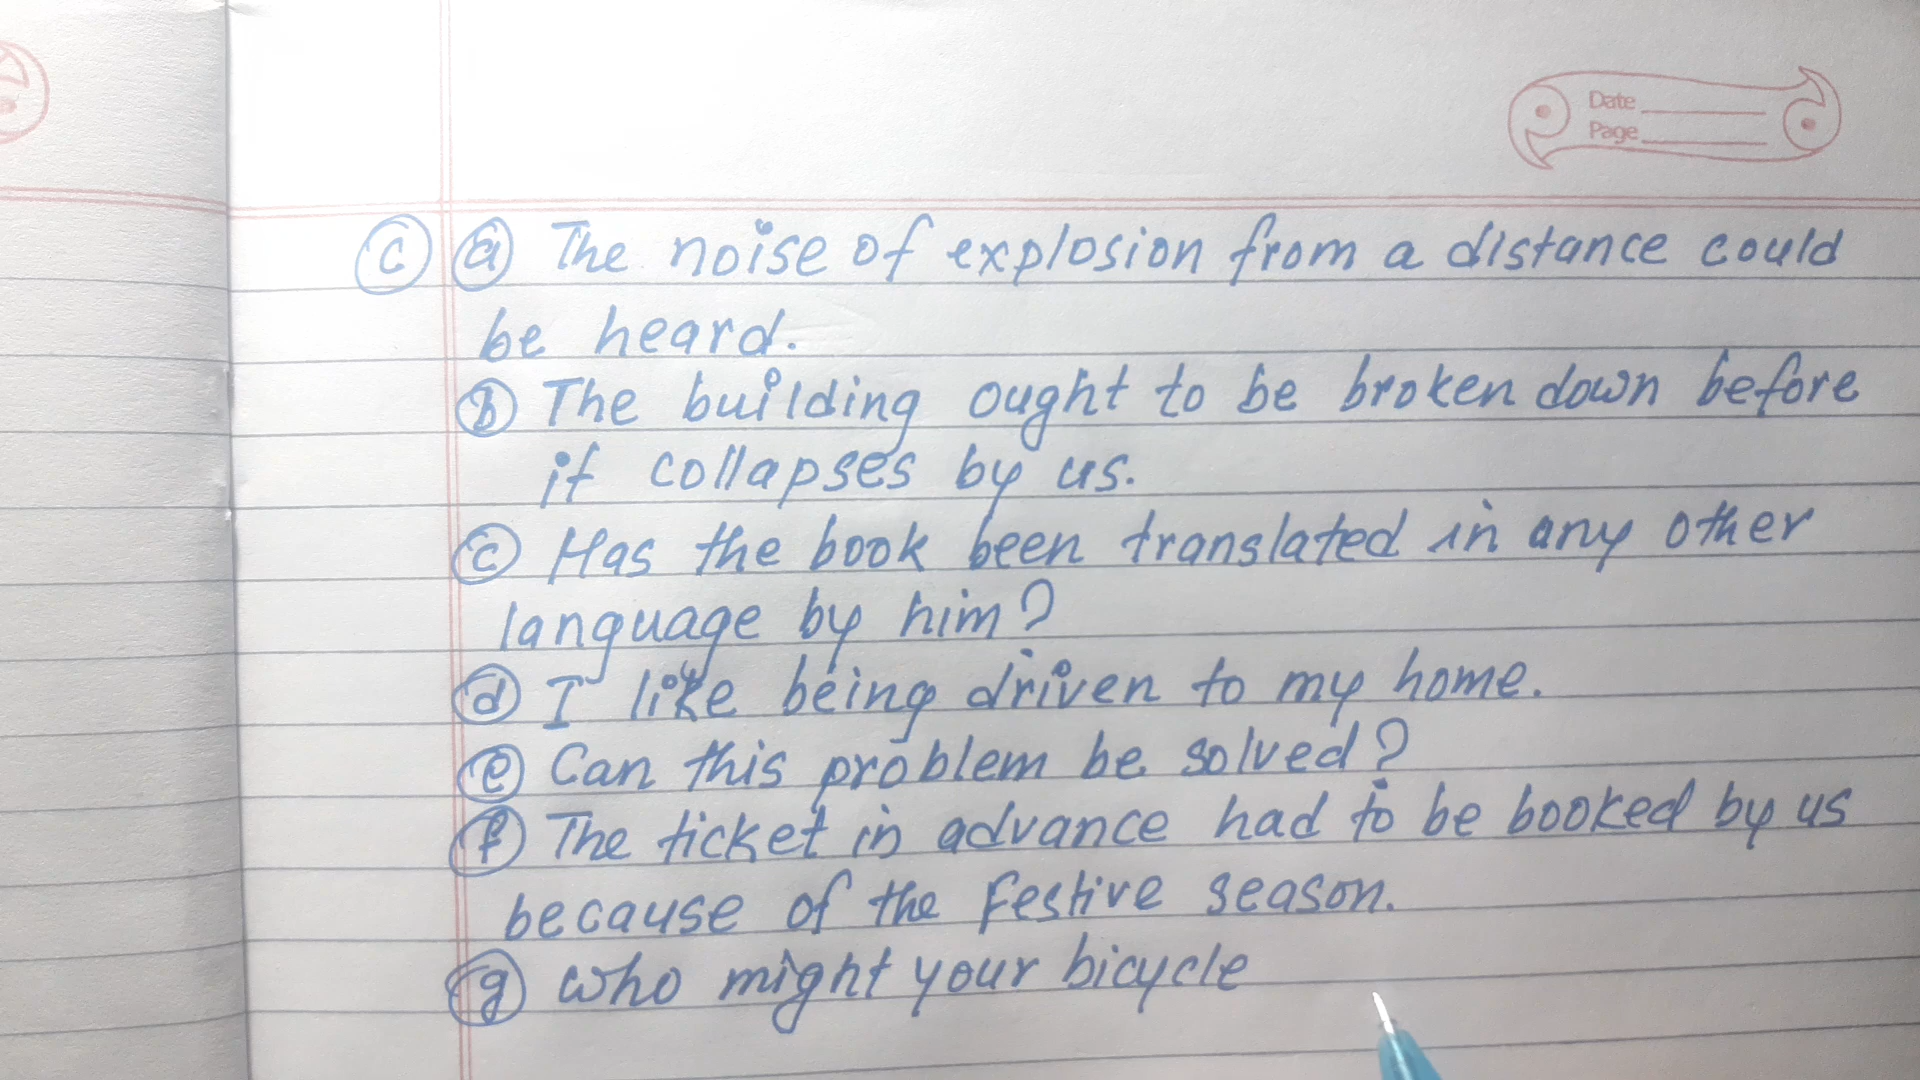 Date
Page
C a The noise of explosion from a distance could
be heard.
b The building ought to be broken down before
it collapses by us.
c Has the book been translated in any other
language by him?
d I like being driven to my home.
e Can this problem be solved?
f The ticket in advance had to be booked by us
because of the festive season.
g Who might your bicycle